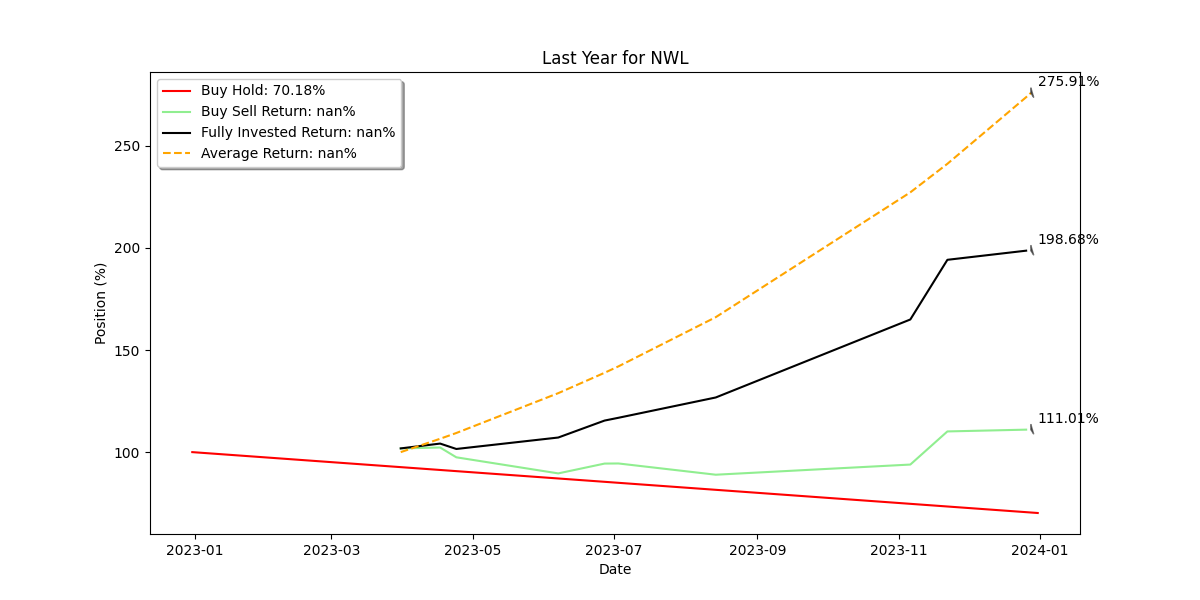 Last Year for NWL
275.91%
Buy Hold: 70.18%
Buy Sell Return: nan%
Fully Invested Return: nan%
Average Return: nan%
250
200
150
100
198.68%
111.01%
Position (%)
2023-01 2023-03 2023-05 2023-07 2023-09 2023-11 2024-01
Date